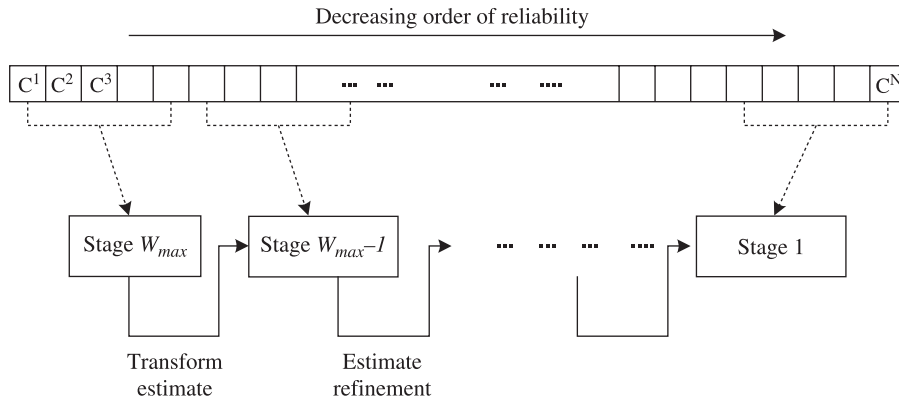 Decreasing order of reliability
C¹ C² C³ ... ... ... .... Cᴺ
Stage Wmax Stage Wmax–1 ... ... ... .... Stage 1
Transform
estimate
Estimate
refinement